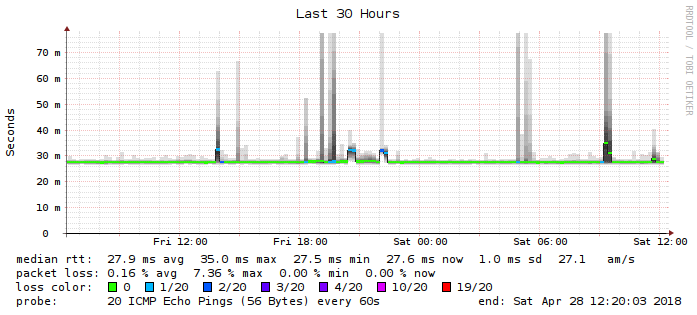 Last 30 Hours
RRDTOOL / TOBI OETIKER
Seconds
70 m
60 m
50 m
40 m
30 m
20 m
10 m
0
Fri 12:00 Fri 18:00 Sat 00:00 Sat 06:00 Sat 12:00
median rtt: 27.9 ms avg 35.0 ms max 27.5 ms min 27.6 ms now 1.0 ms sd 27.1 am/s
packet loss: 0.16 % avg 7.36 % max 0.00 % min 0.00 % now
loss color: 0 1/20 2/20 3/20 4/20 10/20 19/20
probe: 20 ICMP Echo Pings (56 Bytes) every 60s end: Sat Apr 28 12:20:03 2018